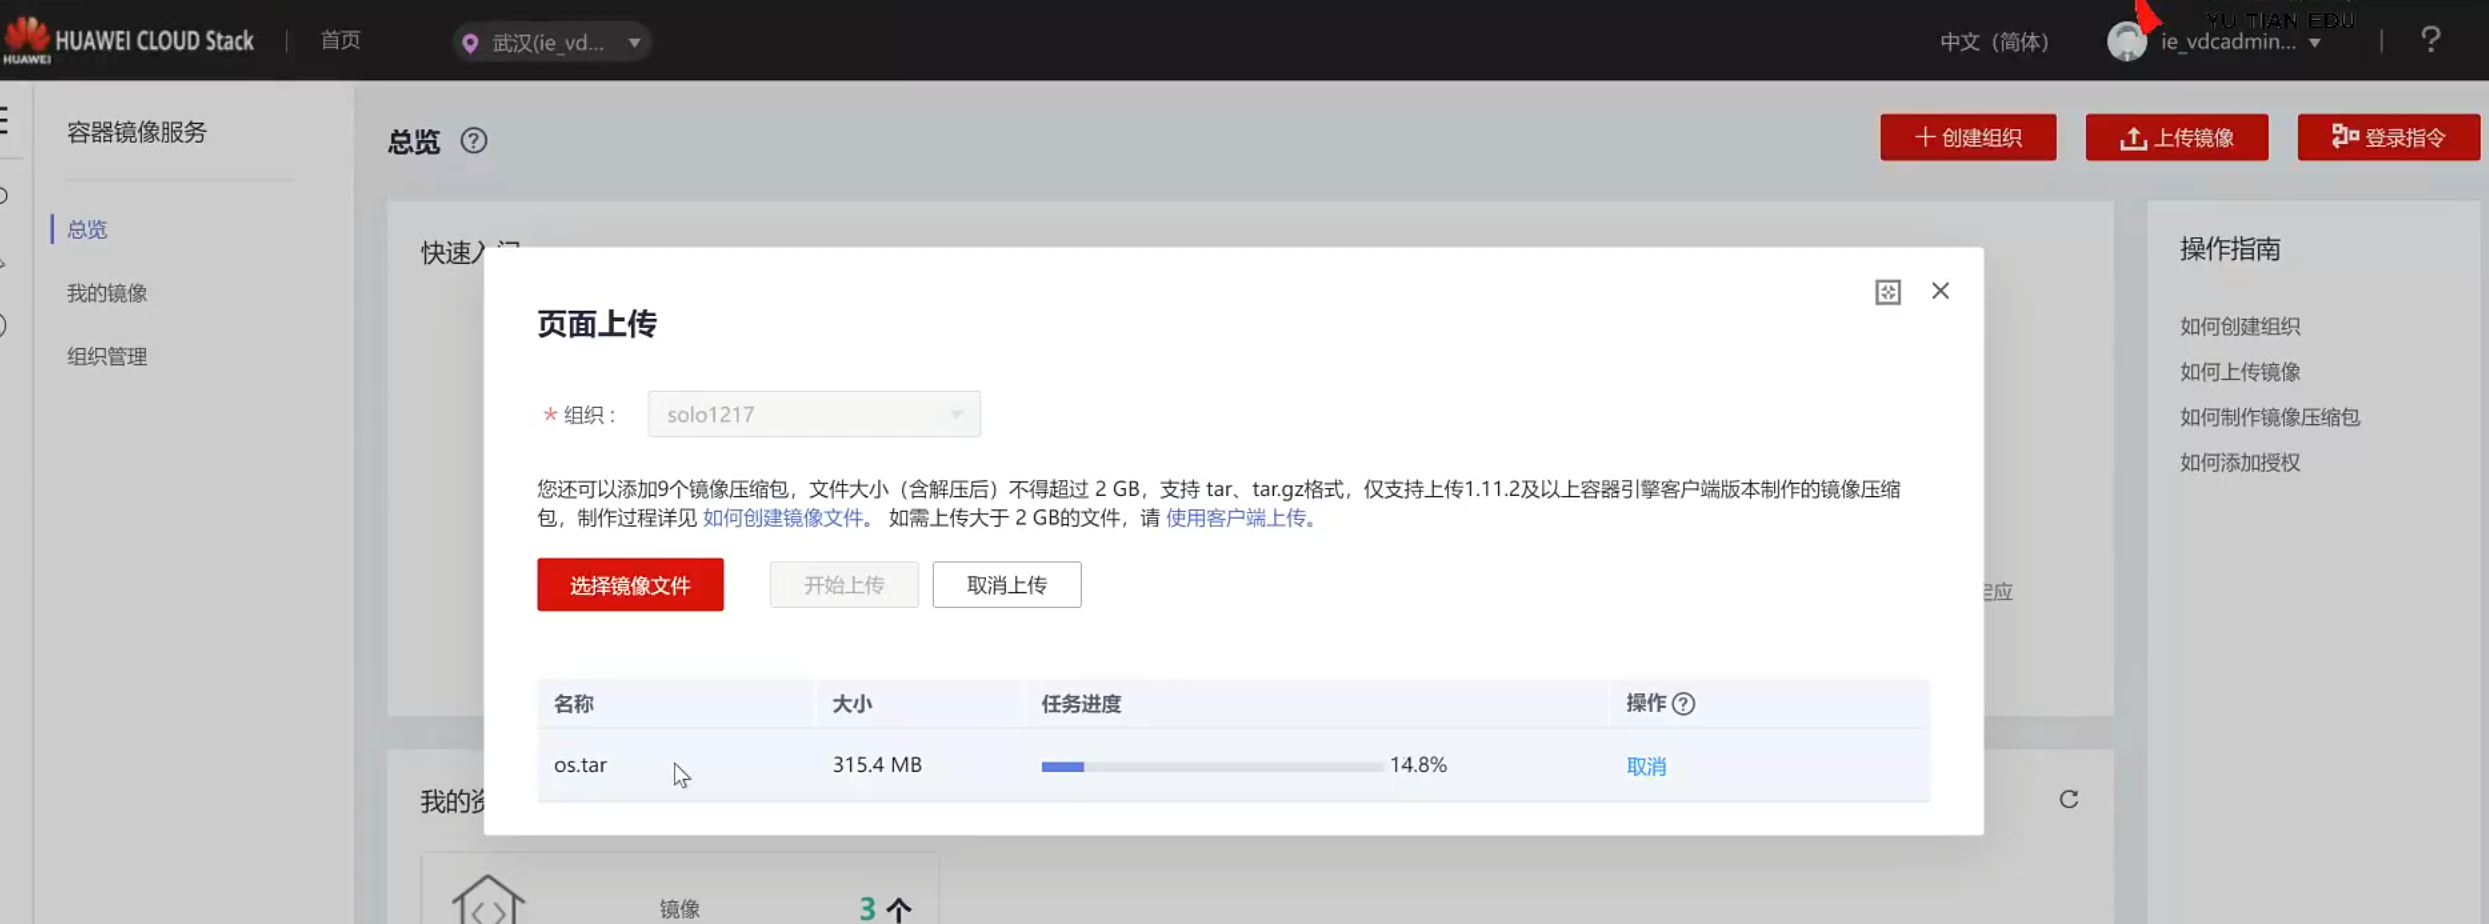 YU TIAN EDU
HUAWEI
HUAWEI CLOUD Stack
首页
武汉(ie_vd...
中文（简体）
ie_vdcadmin...
容器镜像服务
总览
我的镜像
组织管理
总览
创建组织
上传镜像
登录指令
快速入门
页面上传
* 组织：
solo1217
您还可以添加9个镜像压缩包，文件大小（含解压后）不得超过 2 GB，支持 tar、tar.gz格式，仅支持上传1.11.2及以上容器引擎客户端版本制作的镜像压缩
包，制作过程详见 如何创建镜像文件。 如需上传大于 2 GB的文件，请 使用客户端上传。
选择镜像文件
开始上传
取消上传
名称 大小 任务进度 操作
os.tar 315.4 MB 14.8% 取消
应
我的
镜像 3 个
操作指南
如何创建组织
如何上传镜像
如何制作镜像压缩包
如何添加授权